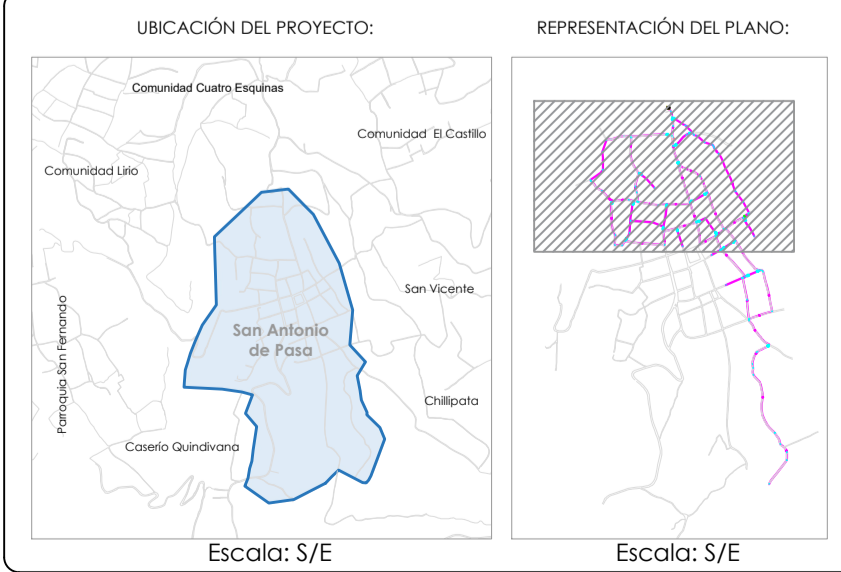 UBICACIÓN DEL PROYECTO:
REPRESENTACIÓN DEL PLANO:
Comunidad Cuatro Esquinas
Comunidad El Castillo
Comunidad Lirio
San Vicente
Parroquia San Fernando
San Antonio
de Pasa
Chillipata
Caserío Quindivana
Escala: S/E
Escala: S/E